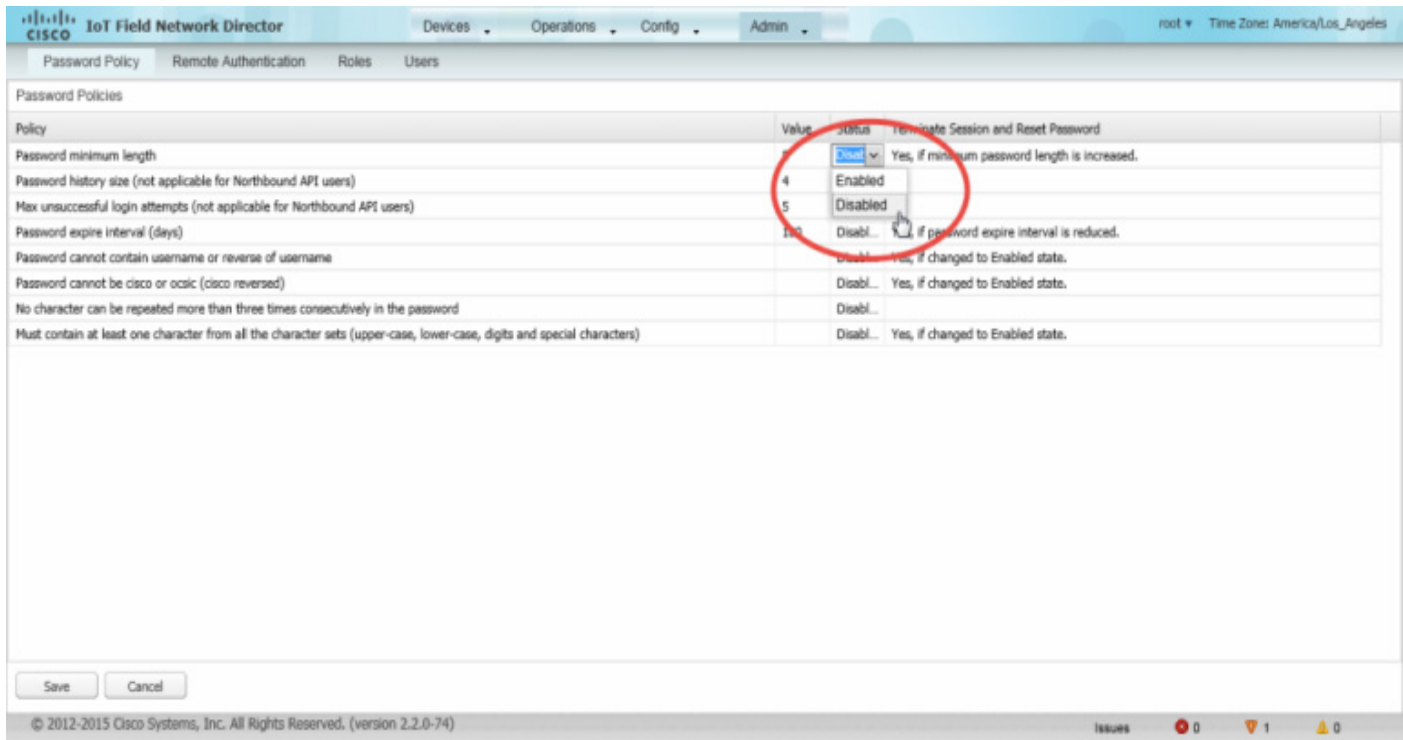 CISCO IoT Field Network Director Devices Operations Config Admin root Time Zone: America/Los_Angeles
Password Policy Remote Authentication Roles Users
Password Policies
Policy Value Status Terminate Session and Reset Password
Password minimum length Disal Yes, if minimum password length is increased.
Password history size (not applicable for Northbound API users) 4 Enabled
Max unsuccessful login attempts (not applicable for Northbound API users) 5 Disabled
Password expire interval (days) Disabl... if password expire interval is reduced.
Password cannot contain username or reverse of username Disabl... Yes, if changed to Enabled state.
Password cannot be cisco or ocsic (cisco reversed) Disabl... Yes, if changed to Enabled state.
No character can be repeated more than three times consecutively in the password Disabl...
Must contain at least one character from all the character sets (upper-case, lower-case, digits and special characters) Disabl... Yes, if changed to Enabled state.
Save Cancel
© 2012-2015 Cisco Systems, Inc. All Rights Reserved. (version 2.2.0-74) Issues 0 1 0